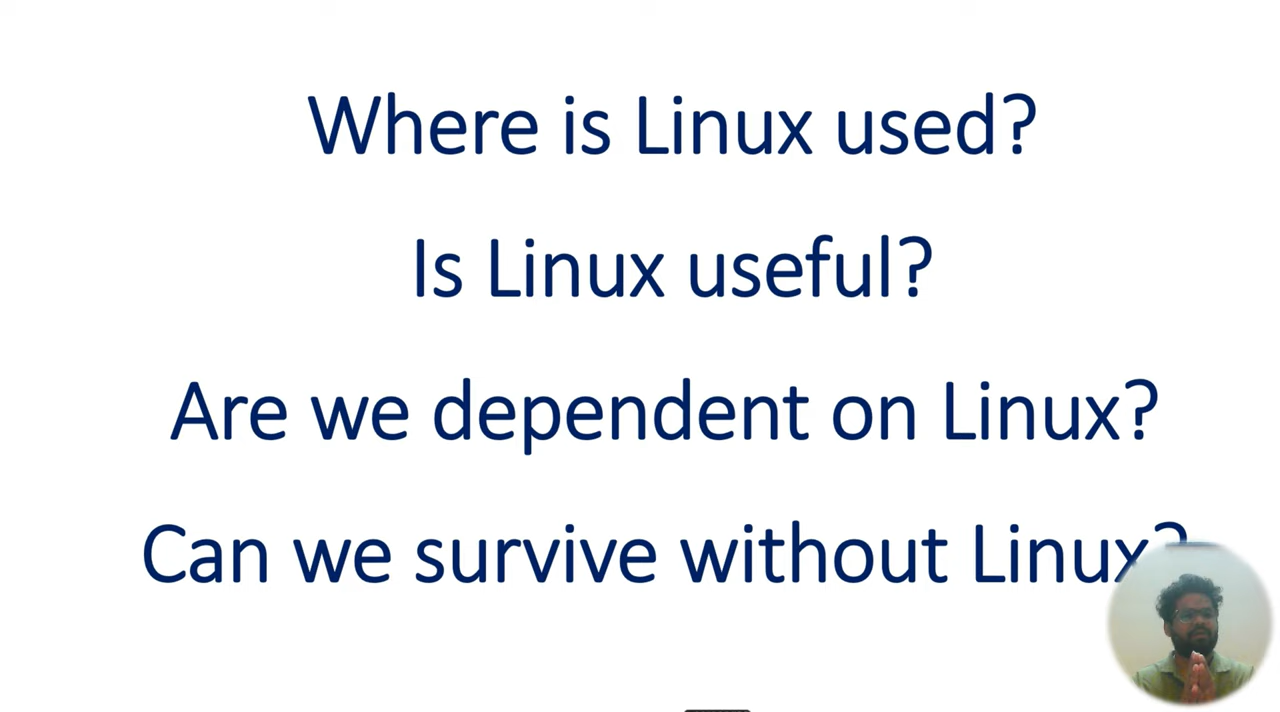 Where is Linux used?
Is Linux useful?
Are we dependent on Linux?
Can we survive without Linux?